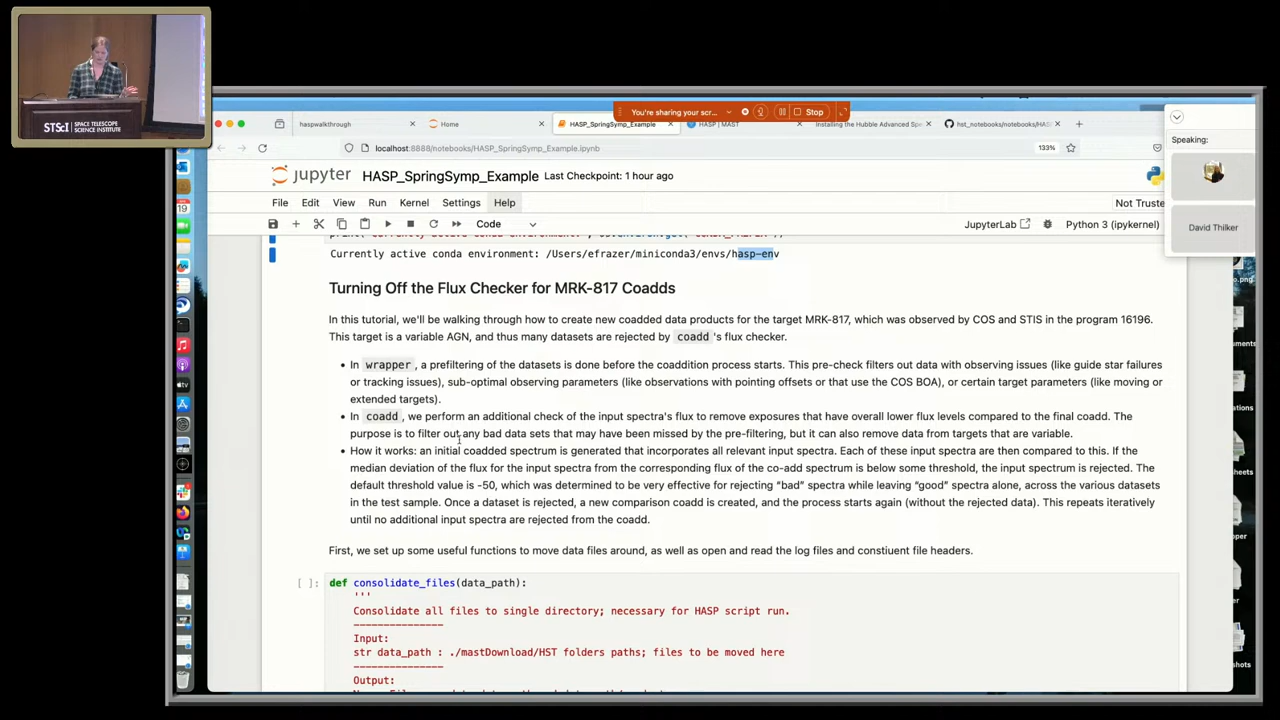 STScI SPACE TELESCOPE SCIENCE INSTITUTE
You're sharing your scr... Stop
haspwalkthrough Home HASP_SpringSymp_Example HASP | MAST Installing the Hubble Advanced Spe hst_notebooks/notebooks/HAS
localhost:8888/notebooks/HASP_SpringSymp_Example.ipynb 133%
Speaking:
David Thilker
jupyter HASP_SpringSymp_Example Last Checkpoint: 1 hour ago
File Edit View Run Kernel Settings Help Not Truste
Code JupyterLab Python 3 (ipykernel)
Currently active conda environment: /Users/efrazer/miniconda3/envs/hasp-env
Turning Off the Flux Checker for MRK-817 Coadds
In this tutorial, we'll be walking through how to create new coadded data products for the target MRK-817, which was observed by COS and STIS in the program 16196.
This target is a variable AGN, and thus many datasets are rejected by coadd 's flux checker.
• In wrapper , a prefiltering of the datasets is done before the coaddition process starts. This pre-check filters out data with observing issues (like guide star failures
or tracking issues), sub-optimal observing parameters (like observations with pointing offsets or that use the COS BOA), or certain target parameters (like moving or
extended targets).
• In coadd , we perform an additional check of the input spectra's flux to remove exposures that have overall lower flux levels compared to the final coadd. The
purpose is to filter out any bad data sets that may have been missed by the pre-filtering, but it can also remove data from targets that are variable.
• How it works: an initial coadded spectrum is generated that incorporates all relevant input spectra. Each of these input spectra are then compared to this. If the
median deviation of the flux for the input spectra from the corresponding flux of the co-add spectrum is below some threshold, the input spectrum is rejected. The
default threshold value is -50, which was determined to be very effective for rejecting “bad” spectra while leaving “good” spectra alone, across the various datasets
in the test sample. Once a dataset is rejected, a new comparison coadd is created, and the process starts again (without the rejected data). This repeats iteratively
until no additional input spectra are rejected from the coadd.
First, we set up some useful functions to move data files around, as well as open and read the log files and constiuent file headers.
[ ]: def consolidate_files(data_path):
'''
Consolidate all files to single directory; necessary for HASP script run.
---------------
Input:
str data_path : ./mastDownload/HST folders paths; files to be moved here
---------------
Output: